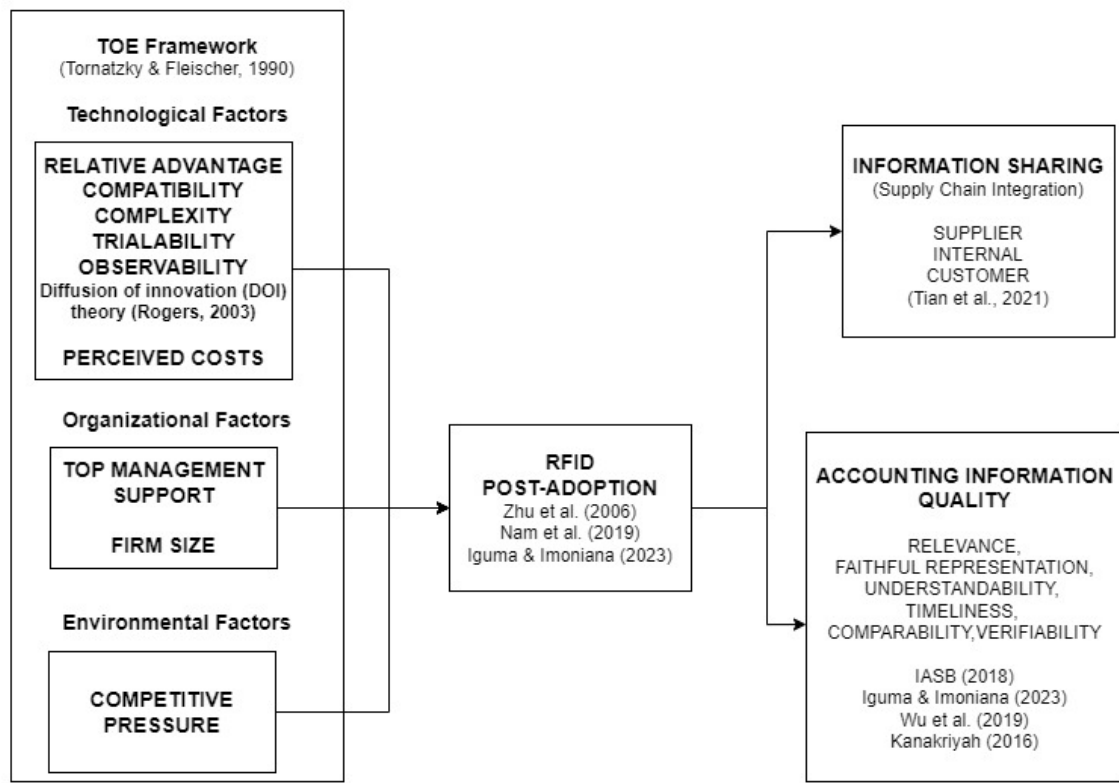 TOE Framework
(Tornatzky & Fleischer, 1990)
Technological Factors
RELATIVE ADVANTAGE
COMPATIBILITY
COMPLEXITY
TRIALABILITY
OBSERVABILITY
Diffusion of innovation (DOI)
theory (Rogers, 2003)
PERCEIVED COSTS
Organizational Factors
TOP MANAGEMENT
SUPPORT
FIRM SIZE
Environmental Factors
COMPETITIVE
PRESSURE
RFID
POST-ADOPTION
Zhu et al. (2006)
Nam et al. (2019)
Iguma & Imoniana (2023)
INFORMATION SHARING
(Supply Chain Integration)
SUPPLIER
INTERNAL
CUSTOMER
(Tian et al., 2021)
ACCOUNTING INFORMATION
QUALITY
RELEVANCE,
FAITHFUL REPRESENTATION,
UNDERSTANDABILITY,
TIMELINESS,
COMPARABILITY,VERIFIABILITY
IASB (2018)
Iguma & Imoniana (2023)
Wu et al. (2019)
Kanakriyah (2016)